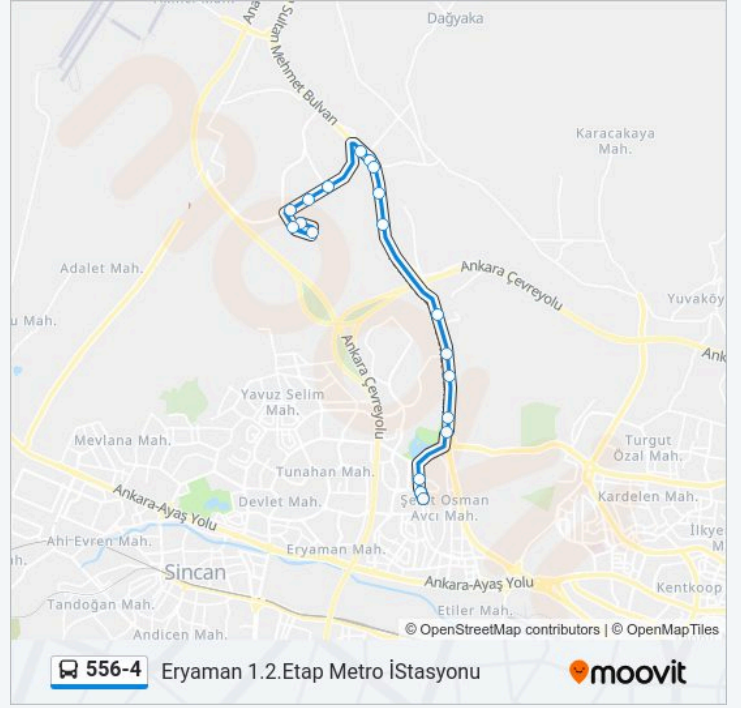 Dağyaka
Sultan Mehmet Bulvarı
Karacakaya
Mah.
Adalet Mah.
Ankara Çevreyolu
Yuvaköy
u Mah.
Ank
Ankara Çevreyolu
Yavuz Selim
Mah.
Mevlana Mah.
Turgut
Özal Mah.
Tunahan Mah.
Ankara-Ayaş Yolu
Devlet Mah.
Osman
Avcı Mah.
Kardelen Mah.
Ahi Evren Mah.
Eryaman Mah.
İlkye
M
Sincan
Ankara-Ayaş Yolu
Kentkoop
Tandoğan Mah.
Etiler Mah.
Andicen Mah.
© OpenStreetMap contributors | © OpenMapTiles
556-4 Eryaman 1.2.Etap Metro İStasyonu
moovit